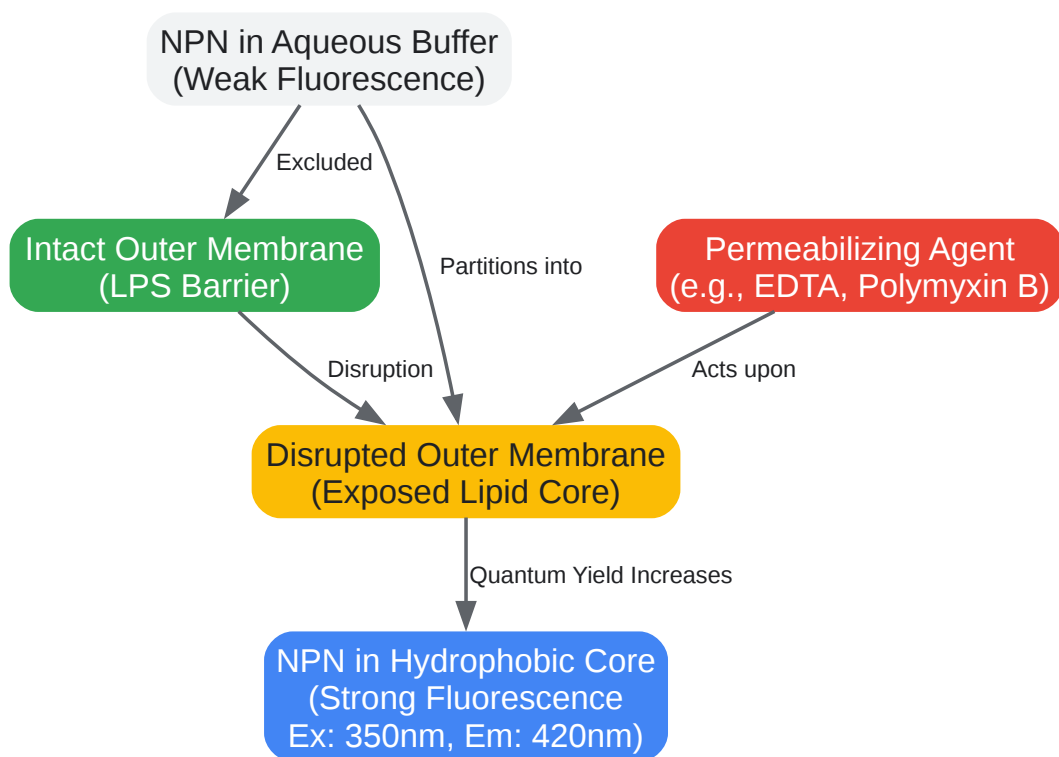 NPN in Aqueous Buffer
(Weak Fluorescence)
Excluded
Intact Outer Membrane
(LPS Barrier)
Partitions into
Permeabilizing Agent
(e.g., EDTA, Polymyxin B)
Disruption
Acts upon
Disrupted Outer Membrane
(Exposed Lipid Core)
Quantum Yield Increases
NPN in Hydrophobic Core
(Strong Fluorescence
Ex: 350nm, Em: 420nm)